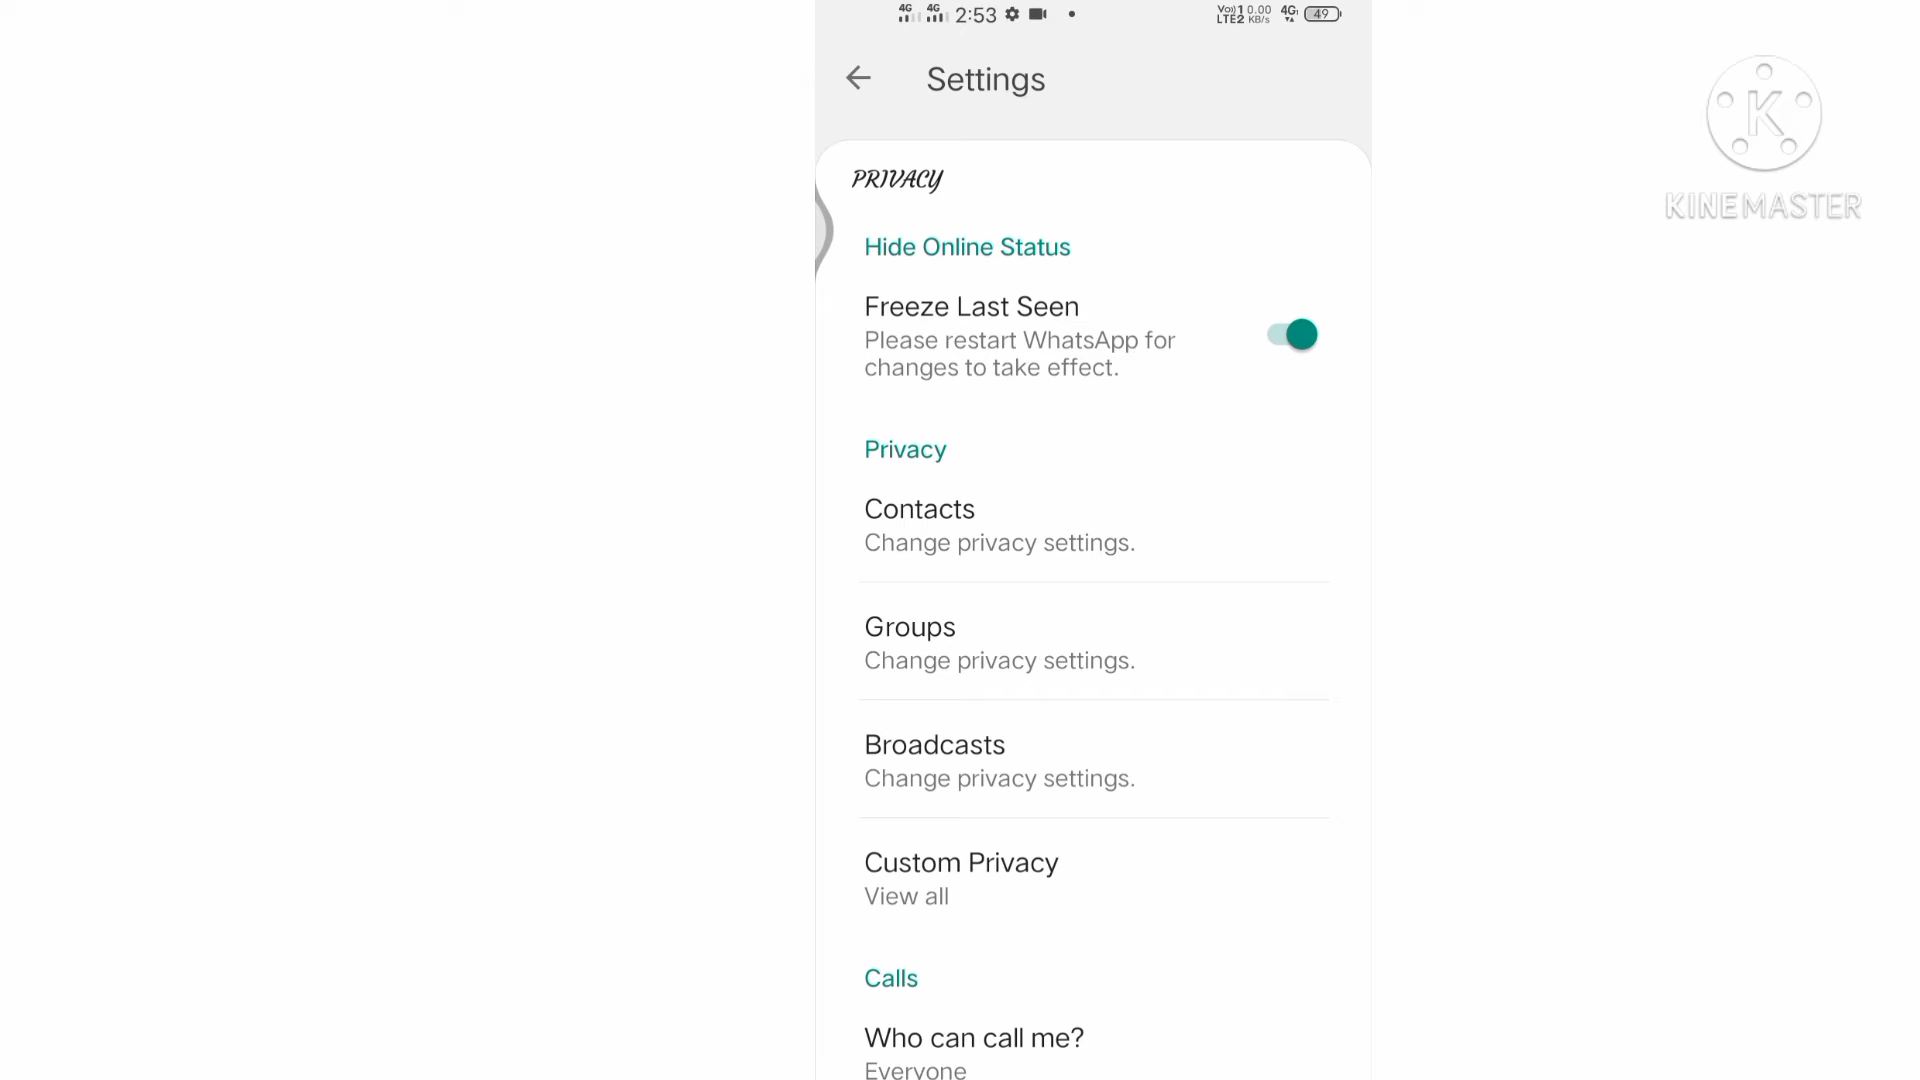 4G 4G 2:53 Vo) 1 0.00 4G 49
LTE2 KB/s
Settings
K
KINEMASTER
PRIVACY
Hide Online Status
Freeze Last Seen
Please restart WhatsApp for
changes to take effect.
Privacy
Contacts
Change privacy settings.
Groups
Change privacy settings.
Broadcasts
Change privacy settings.
Custom Privacy
View all
Calls
Who can call me?
Everyone